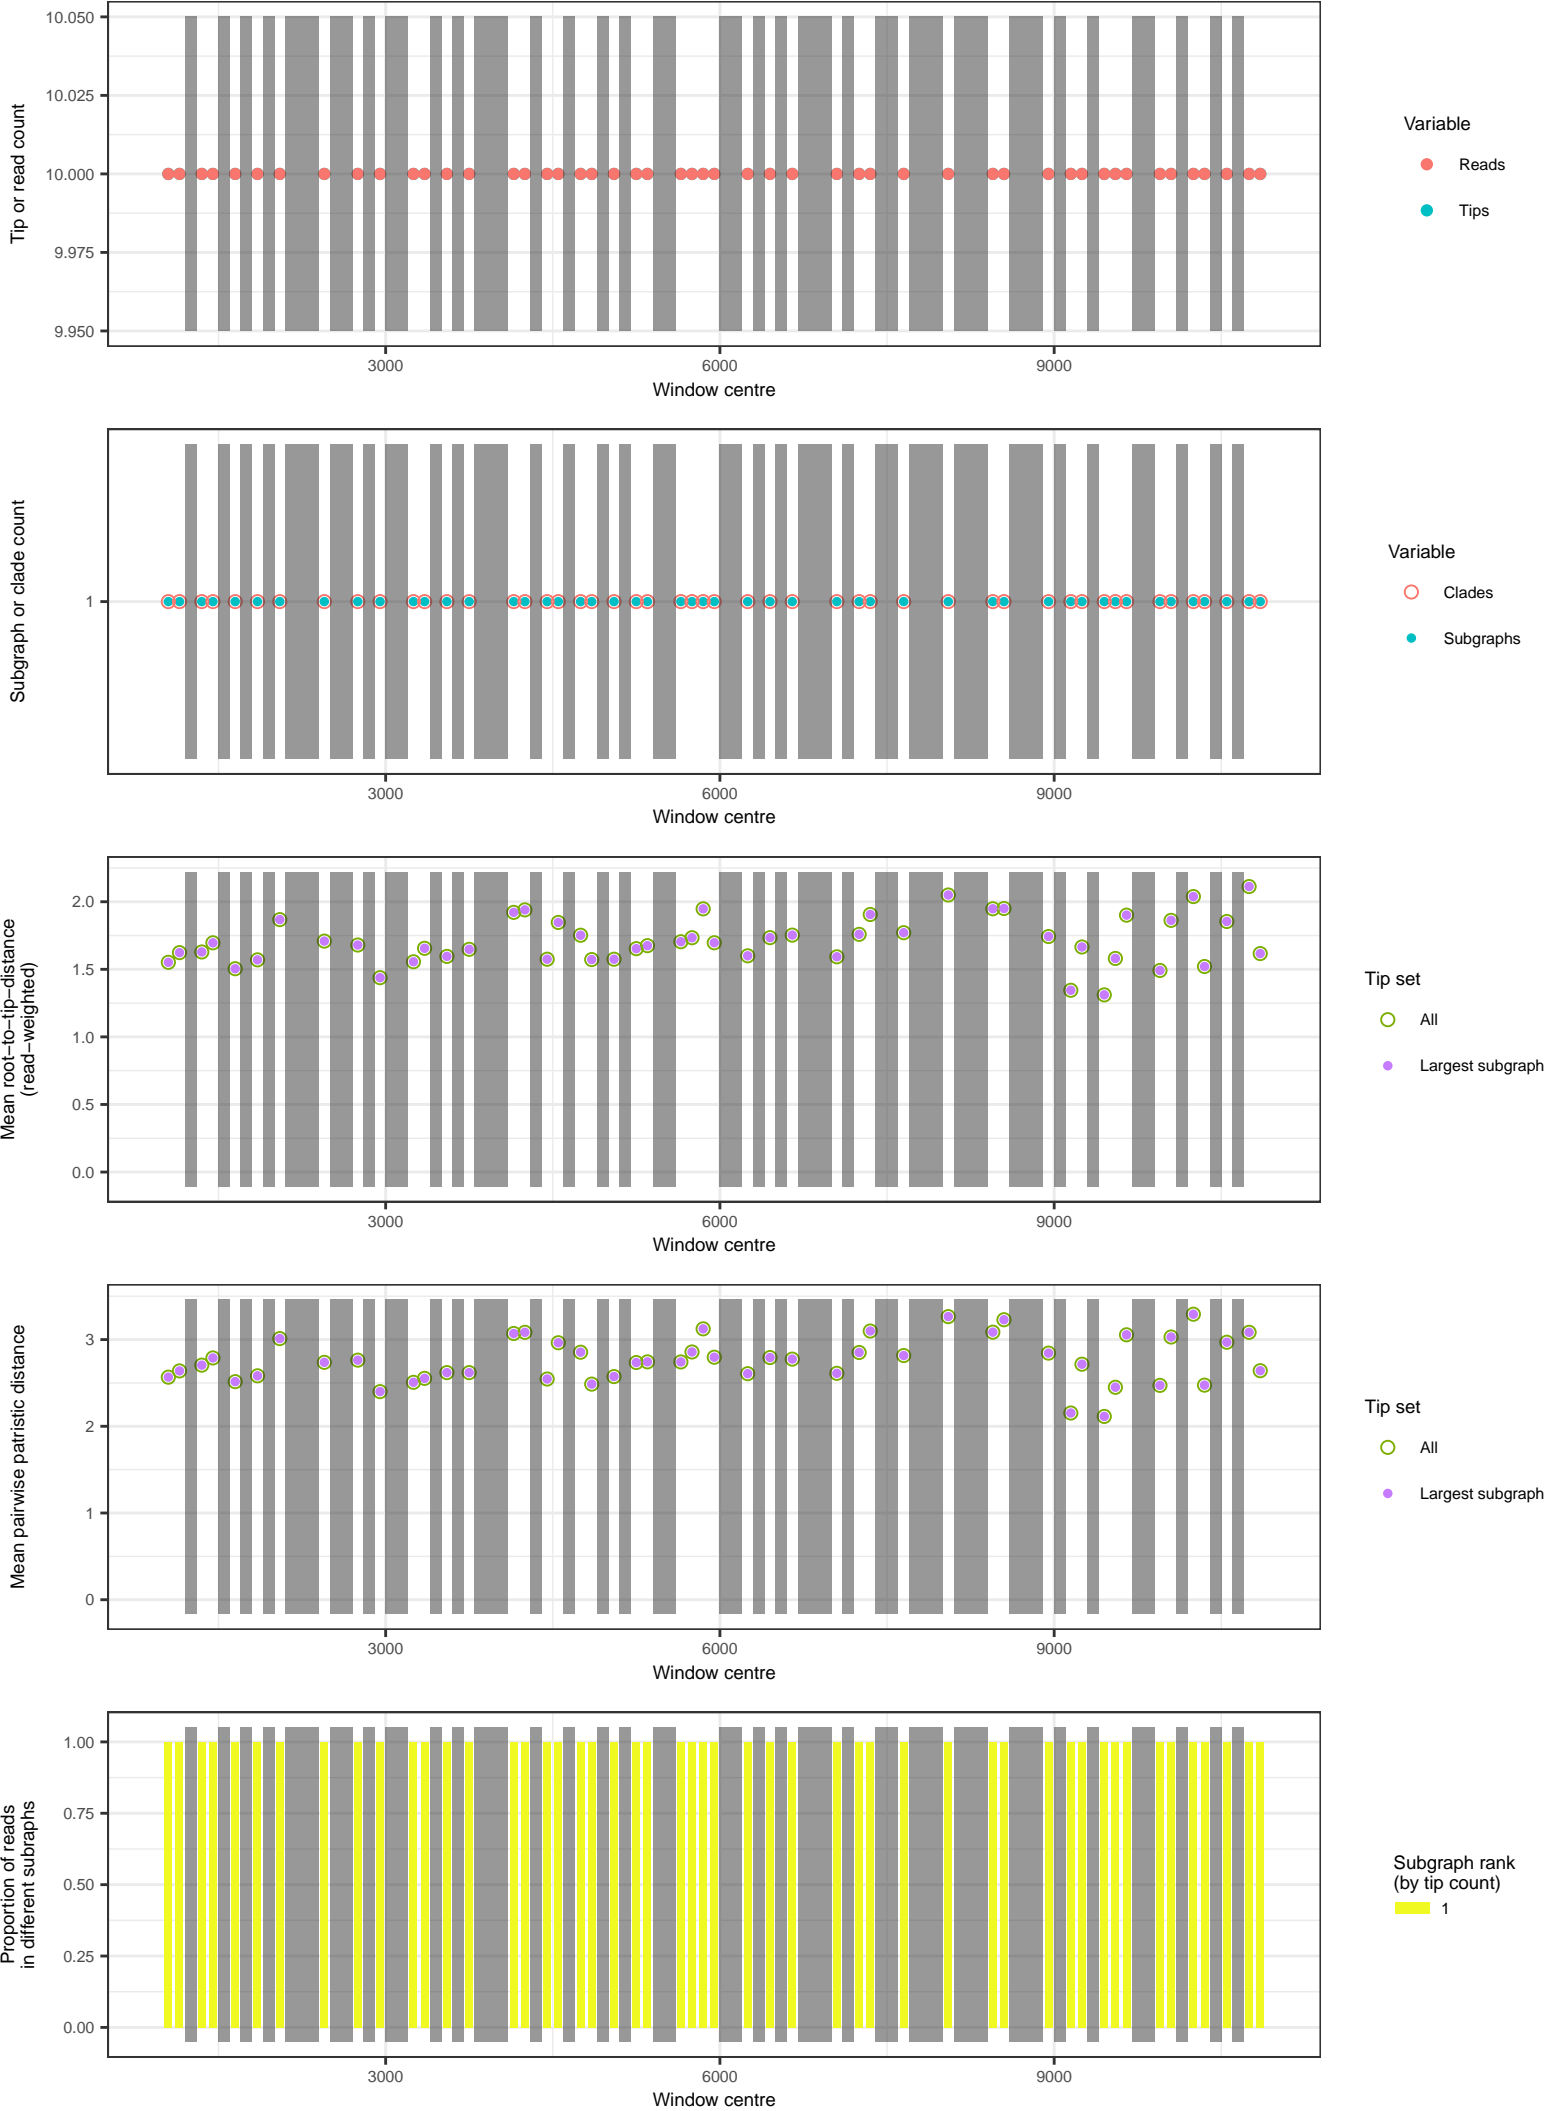 10.050
10.025
10.000
9.975
9.950
Tip or read count
3000
6000
9000
Window centre
Variable
Reads
Tips
1
Subgraph or clade count
3000
6000
9000
Window centre
Variable
Clades
Subgraphs
2.0
1.5
1.0
0.5
0.0
Mean root−to−tip−distance
(read−weighted)
3000
6000
9000
Window centre
Tip set
All
Largest subgraph
3
2
1
0
Mean pairwise patristic distance
3000
6000
9000
Window centre
Tip set
All
Largest subgraph
1.00
0.75
0.50
0.25
0.00
Proportion of reads
in different subraphs
3000
6000
9000
Window centre
Subgraph rank
(by tip count)
1